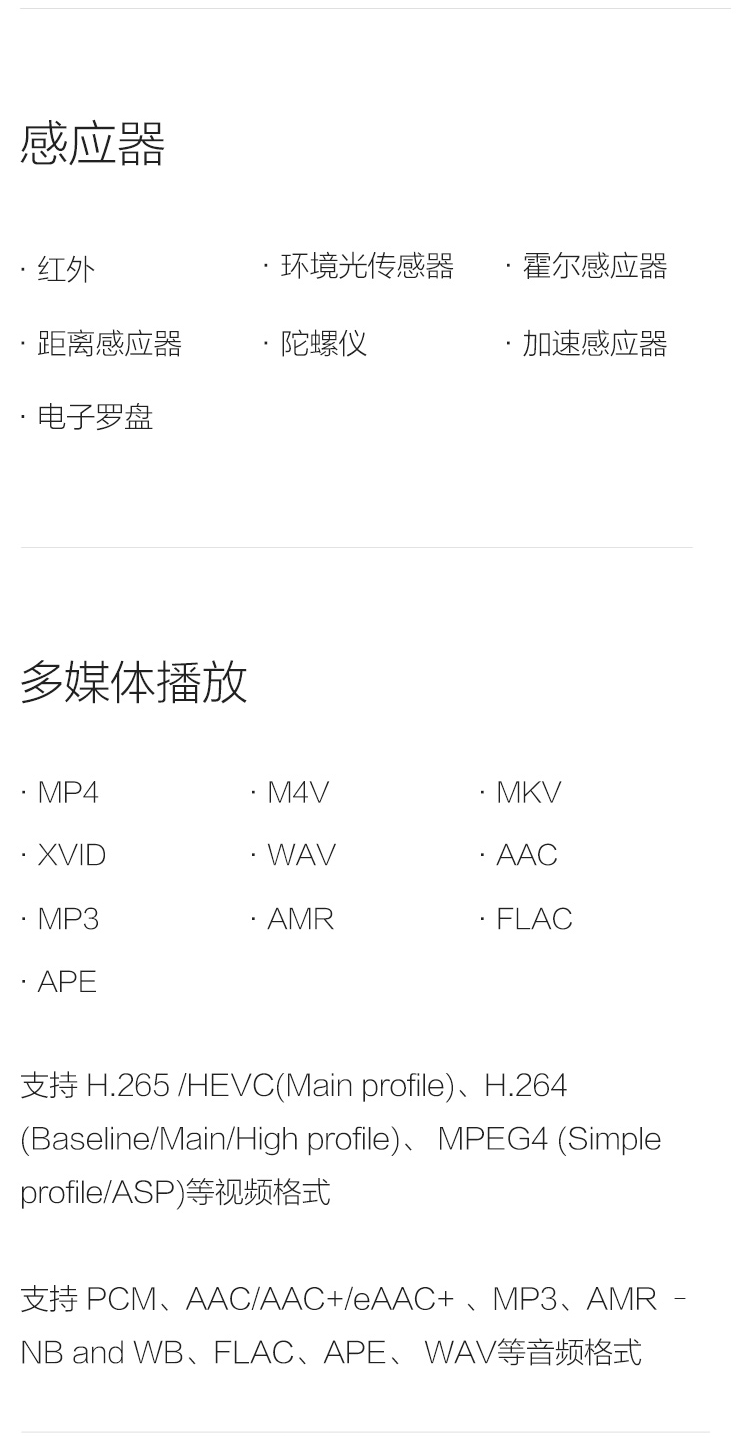 感应器
· 红外 · 环境光传感器 · 霍尔感应器
· 距离感应器 · 陀螺仪 · 加速感应器
· 电子罗盘
多媒体播放
· MP4 · M4V · MKV
· XVID · WAV · AAC
· MP3 · AMR · FLAC
· APE
支持 H.265 /HEVC(Main profile)、H.264
(Baseline/Main/High profile)、 MPEG4 (Simple
profile/ASP)等视频格式
支持 PCM、AAC/AAC+/eAAC+ 、MP3、AMR -
NB and WB、FLAC、APE、 WAV等音频格式